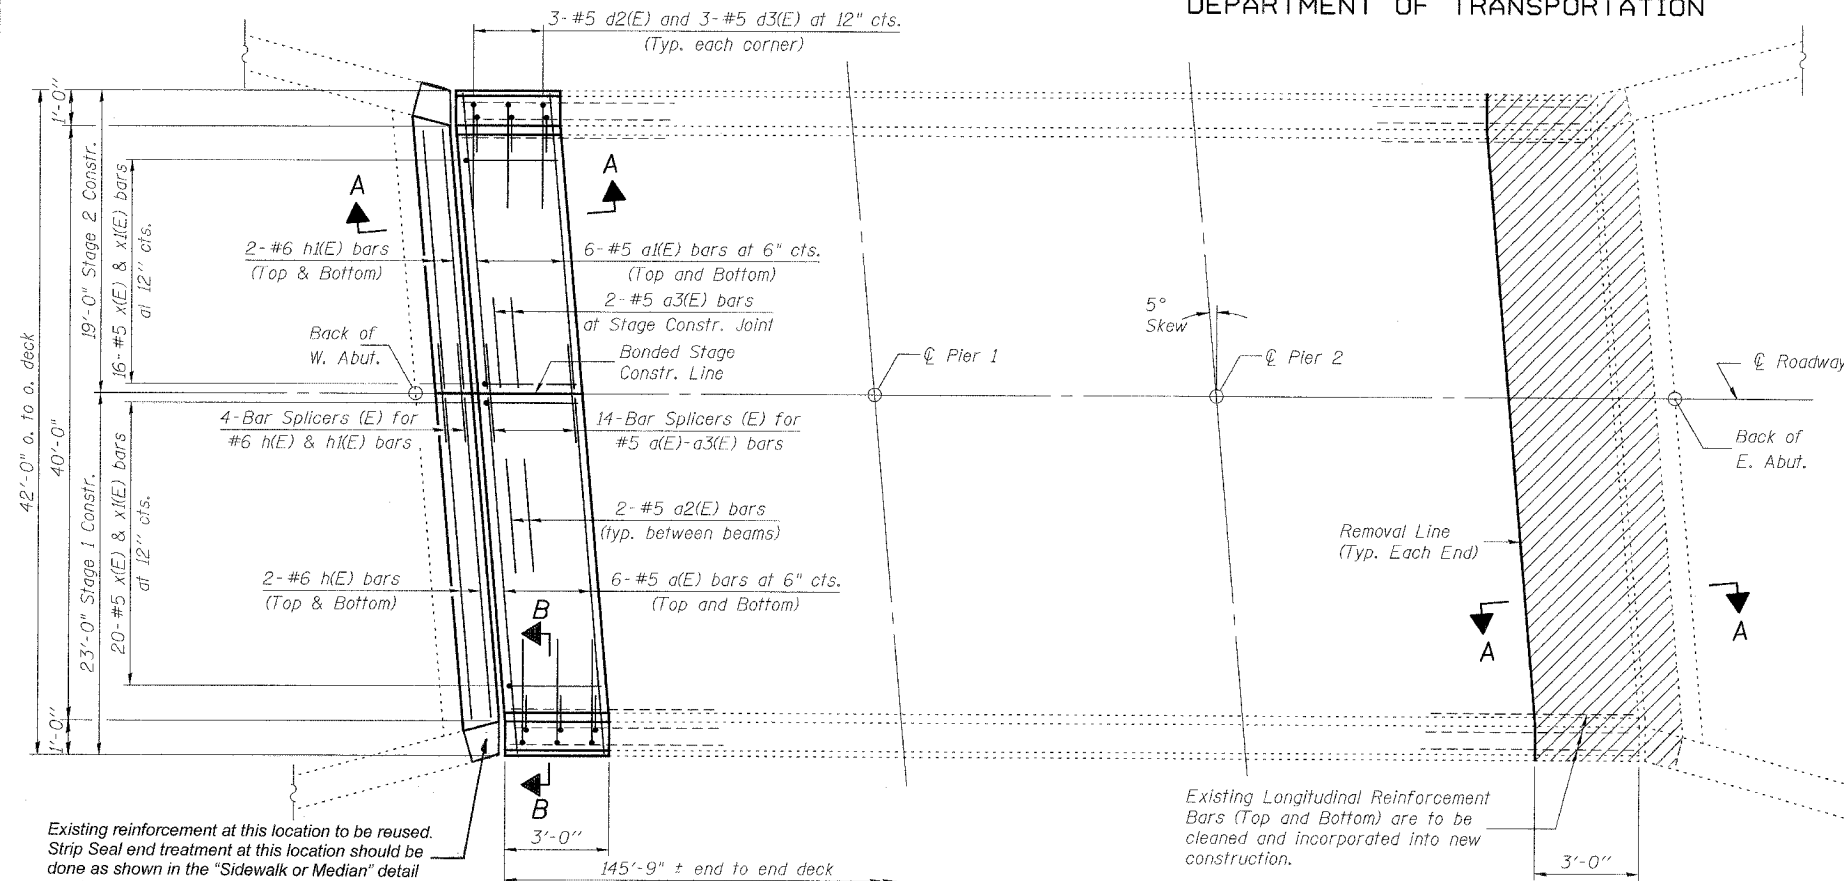 DEPARTMENT OF TRANSPORTATION
3-#5 d2(E) and 3-#5 d3(E) at 12" cts.
(Typ. each corner)
1'-0"
19'-0" Stage 2 Constr.
16-#5 x(E) & x1(E) bars
at 12" cts.
A
A
2-#6 h1(E) bars
(Top & Bottom)
6-#5 a1(E) bars at 6" cts.
(Top and Bottom)
2-#5 a3(E) bars
at Stage Constr. Joint
Back of
W. Abut.
Bonded Stage
Constr. Line
℄ Pier 1
5°
Skew
℄ Pier 2
℄ Roadway
42'-0" o. to o. deck
40'-0"
4-Bar Splicers (E) for
#6 h(E) & h1(E) bars
14-Bar Splicers (E) for
#5 a(E)-a3(E) bars
Back of
E. Abut.
23'-0" Stage 1 Constr.
20-#5 x(E) & x1(E) bars
at 12" cts.
2-#5 a2(E) bars
(typ. between beams)
Removal Line
(Typ. Each End)
2-#6 h(E) bars
(Top & Bottom)
6-#5 a(E) bars at 6" cts.
(Top and Bottom)
B
A
A
1'-0"
B
Existing reinforcement at this location to be reused.
Strip Seal end treatment at this location should be
done as shown in the "Sidewalk or Median" detail
3'-0"
145'-9" ± end to end deck
Existing Longitudinal Reinforcement
Bars (Top and Bottom) are to be
cleaned and incorporated into new
construction.
3'-0"